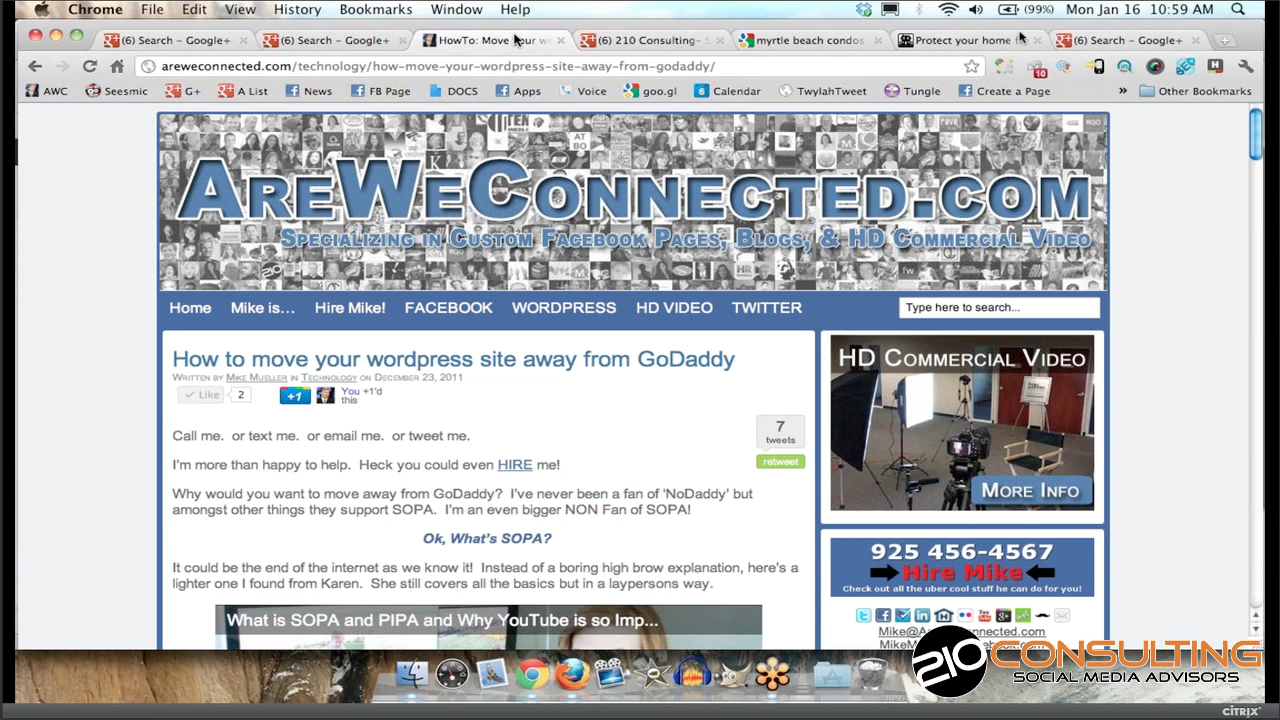 Chrome File Edit View History Bookmarks Window Help (99%) Mon Jan 16 10:59 AM
(6) Search – Google+ (6) Search – Google+ HowTo: Move your w (6) 210 Consulting– myrtle beach condos Protect your home (6) Search – Google+
areweconnected.com/technology/how-move-your-wordpress-site-away-from-godaddy/
10
AWC Seesmic G+ A List News FB Page DOCS Apps Voice goo.gl Calendar TwylahTweet Tungle Create a Page » Other Bookmarks
AreWeConnected.com
Specializing in Custom Facebook Pages, Blogs, & HD Commercial Video
Home Mike is... Hire Mike! FACEBOOK WORDPRESS HD VIDEO TWITTER Type here to search...
How to move your wordpress site away from GoDaddy
Written by Mike Mueller in Technology on December 23, 2011
Like 2 +1 You +1'd this
7 tweets
retweet
Call me. or text me. or email me. or tweet me.
I'm more than happy to help. Heck you could even HIRE me!
Why would you want to move away from GoDaddy? I've never been a fan of 'NoDaddy' but
amongst other things they support SOPA. I'm an even bigger NON Fan of SOPA!
Ok, What's SOPA?
It could be the end of the internet as we know it! Instead of a boring high brow explanation, here's a
lighter one I found from Karen. She still covers all the basics but in a laypersons way.
What is SOPA and PIPA and Why YouTube is so Imp...
HD Commercial Video
More Info
925 456-4567
Hire Mike
Check out all the uber cool stuff he can do for you!
210 CONSULTING
SOCIAL MEDIA ADVISORS
CITRIX